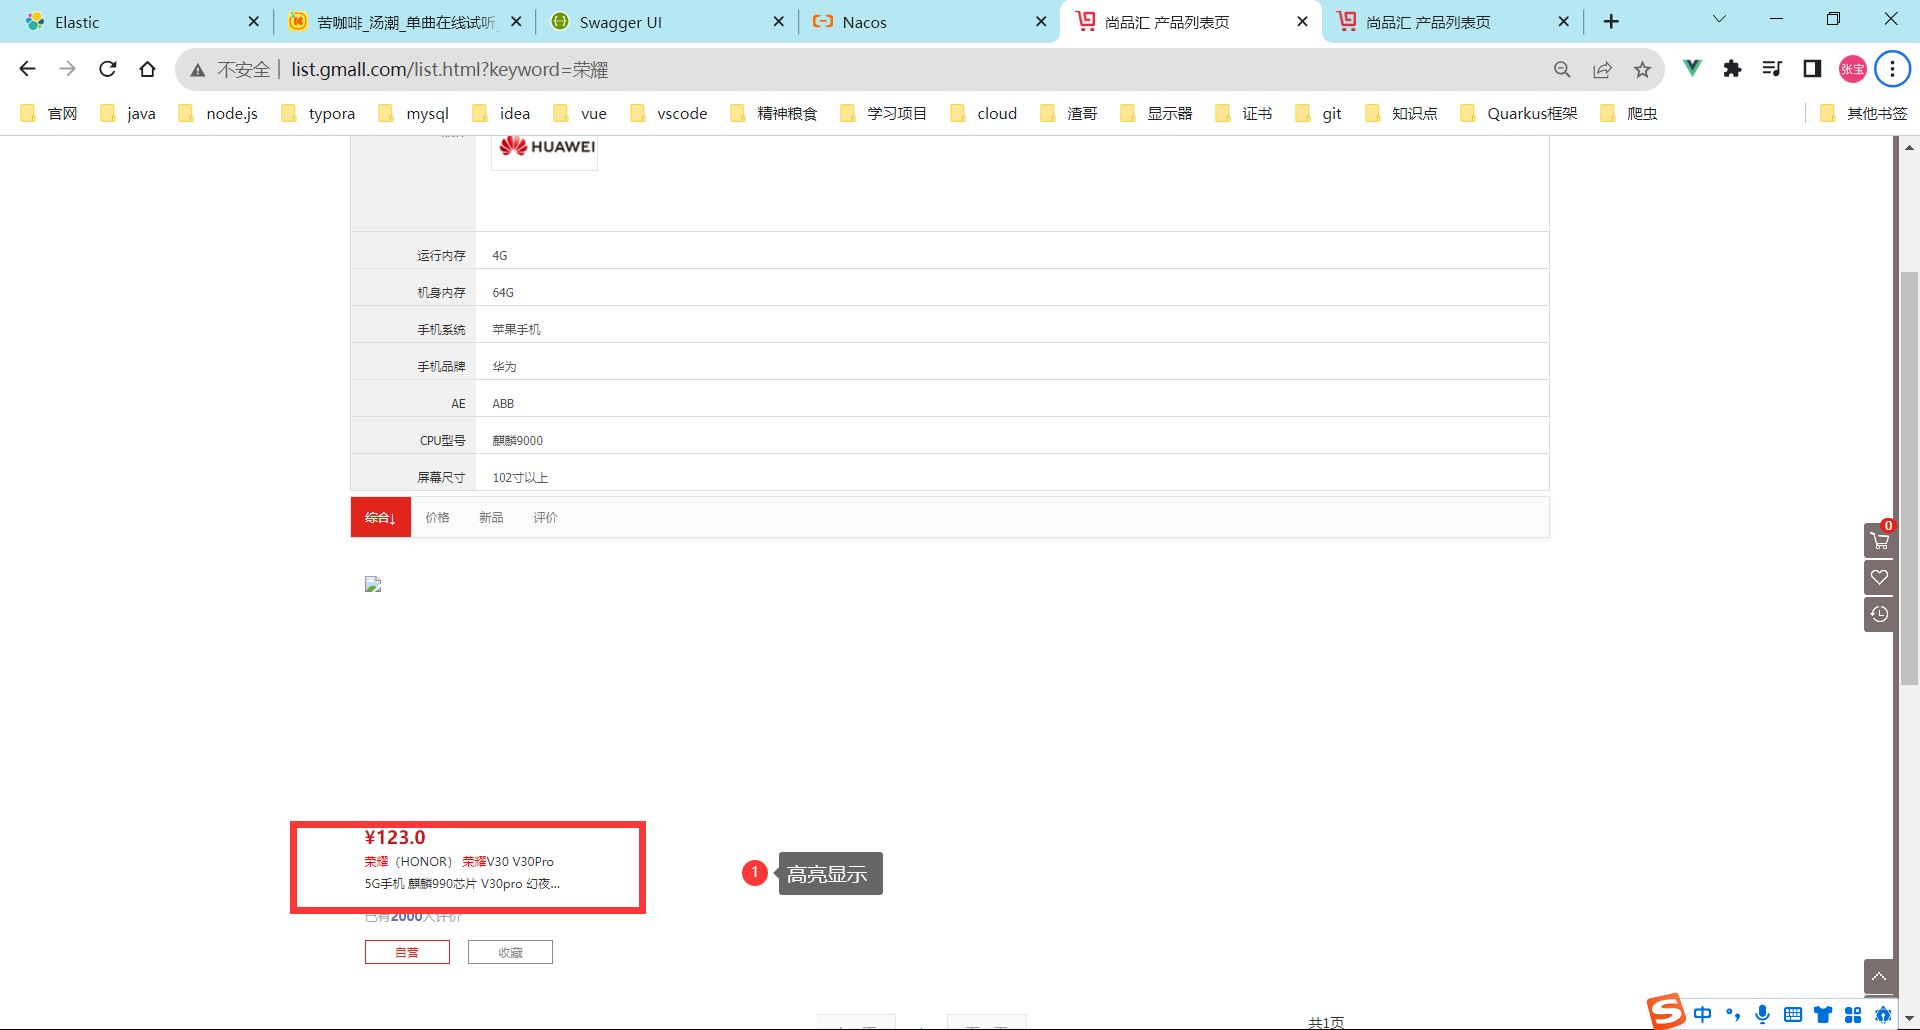 Elastic
苦咖啡_汤潮_单曲在线试听_
Swagger UI
Nacos
尚品汇 产品列表页
尚品汇 产品列表页
不安全
list.gmall.com/list.html?keyword=荣耀
张宝
官网
java
node.js
typora
mysql
idea
vue
vscode
精神粮食
学习项目
cloud
渣哥
显示器
证书
git
知识点
Quarkus框架
爬虫
其他书签
HUAWEI
运行内存 4G
机身内存 64G
手机系统 苹果手机
手机品牌 华为
AE ABB
CPU型号 麒麟9000
屏幕尺寸 102寸以上
综合↓ 价格 新品 评价
0
¥123.0
荣耀（HONOR） 荣耀V30 V30Pro
5G手机 麒麟990芯片 V30pro 幻夜...
1 高亮显示
已有2000人评价
自营 收藏
共1页
中